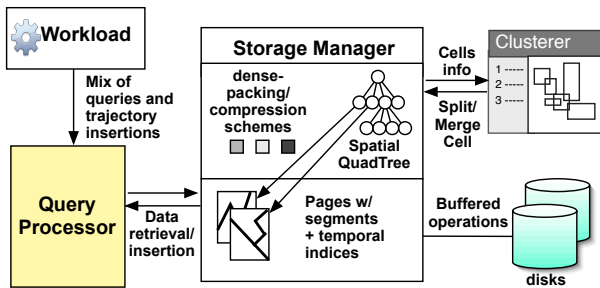 Workload
Mix of
queries and
trajectory
insertions
Query
Processor
Data
retrieval/
insertion
Storage Manager
dense-
packing/
compression
schemes
Spatial
QuadTree
Pages w/
segments
+ temporal
indices
Cells
info
Split/
Merge
Cell
Clusterer
1 -----
2 -----
3 -----
Buffered
operations
disks